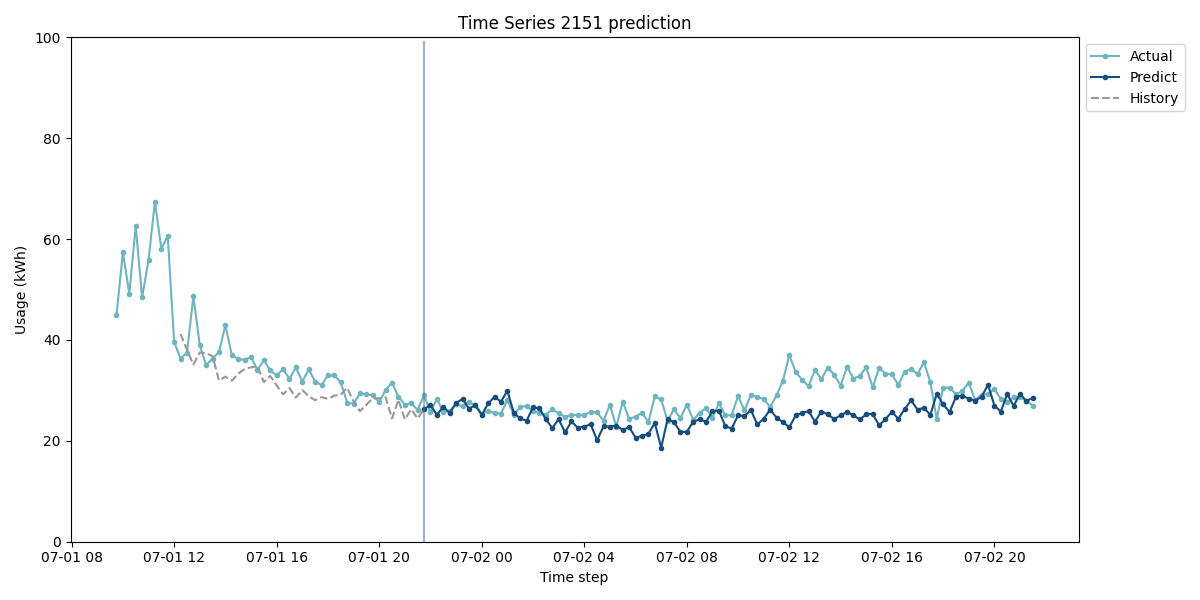 Time Series 2151 prediction
Usage (kWh)
100
80
60
40
20
0
07-01 08
07-01 12
07-01 16
07-01 20
07-02 00
07-02 04
07-02 08
07-02 12
07-02 16
07-02 20
Time step
Actual
Predict
History